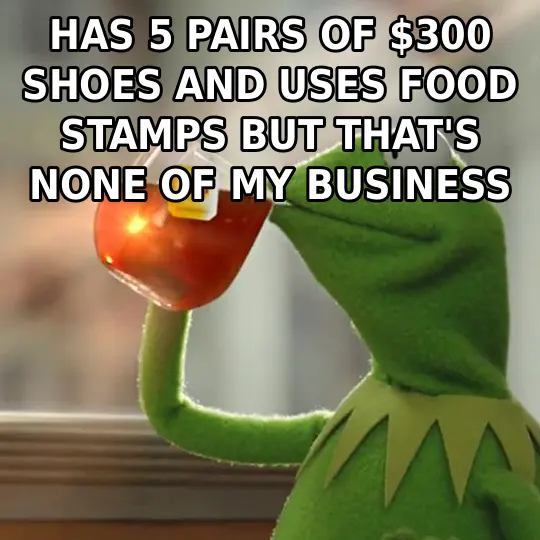 HAS 5 PAIRS OF $300
SHOES AND USES FOOD
STAMPS BUT THAT'S
NONE OF MY BUSINESS